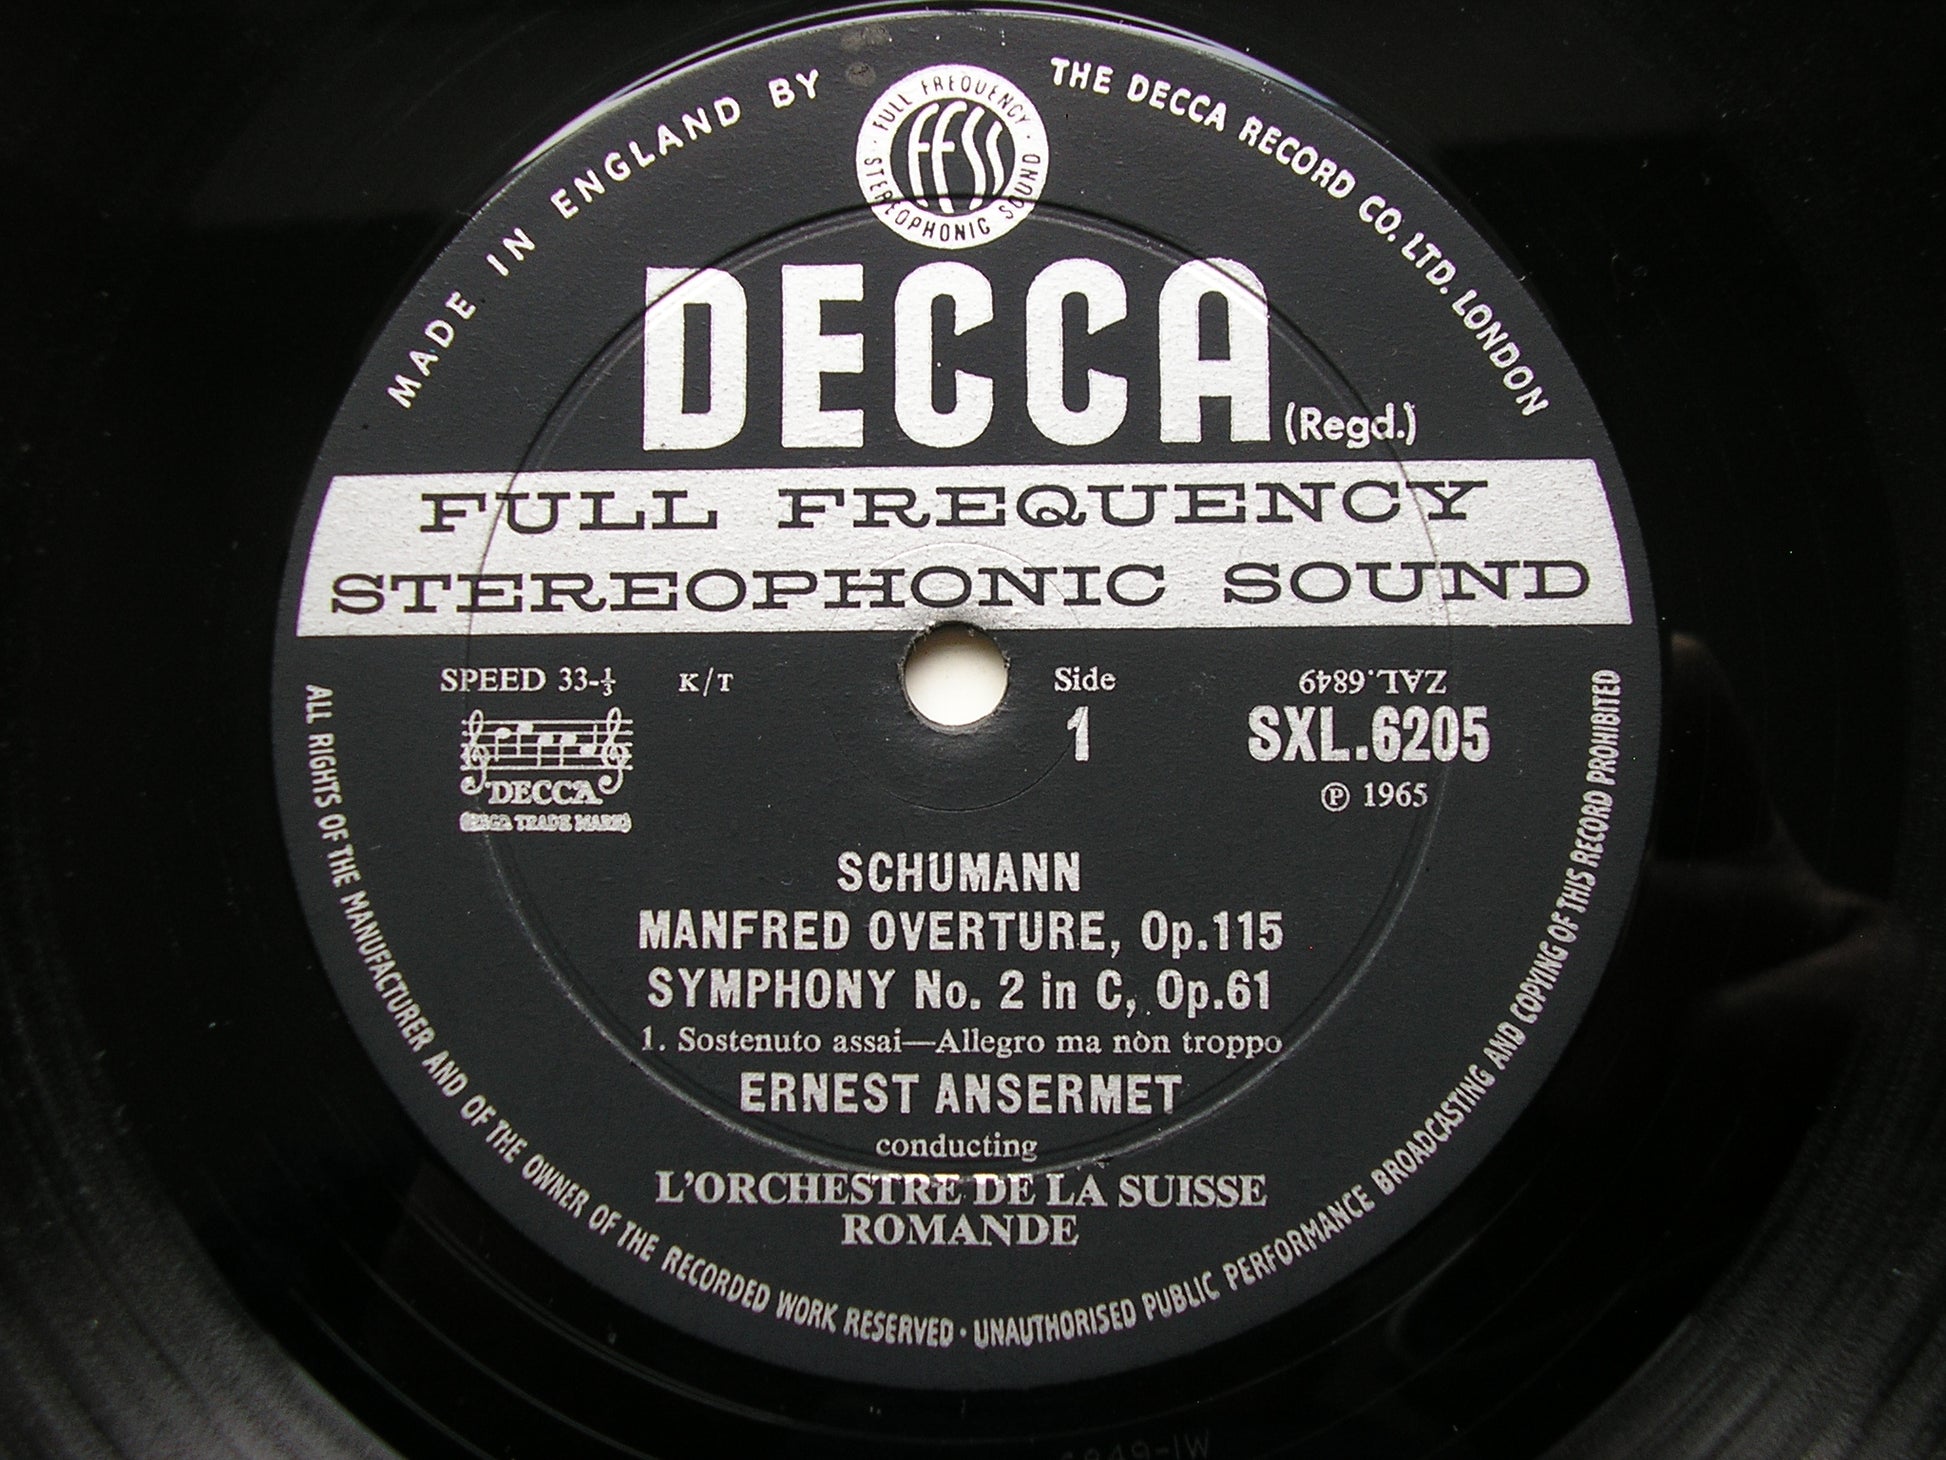 MADE IN ENGLAND BY
THE DECCA RECORD CO. LTD. LONDON
FULL FREQUENCY
STEREOPHONIC SOUND
FFSS
DECCA (Regd.)
FULL FREQUENCY
STEREOPHONIC SOUND
SPEED 33-⅓ K/T
Side
1
ZAL.6849
SXL.6205
℗ 1965
DECCA
(REGD. TRADE MARK)
SCHUMANN
MANFRED OVERTURE, Op.115
SYMPHONY No. 2 in C, Op.61
1. Sostenuto assai—Allegro ma non troppo
ERNEST ANSERMET
conducting
L'ORCHESTRE DE LA SUISSE
ROMANDE
ALL RIGHTS OF THE MANUFACTURER AND OF THE OWNER OF THE RECORDED WORK RESERVED · UNAUTHORISED PUBLIC PERFORMANCE BROADCASTING AND COPYING OF THIS RECORD PROHIBITED